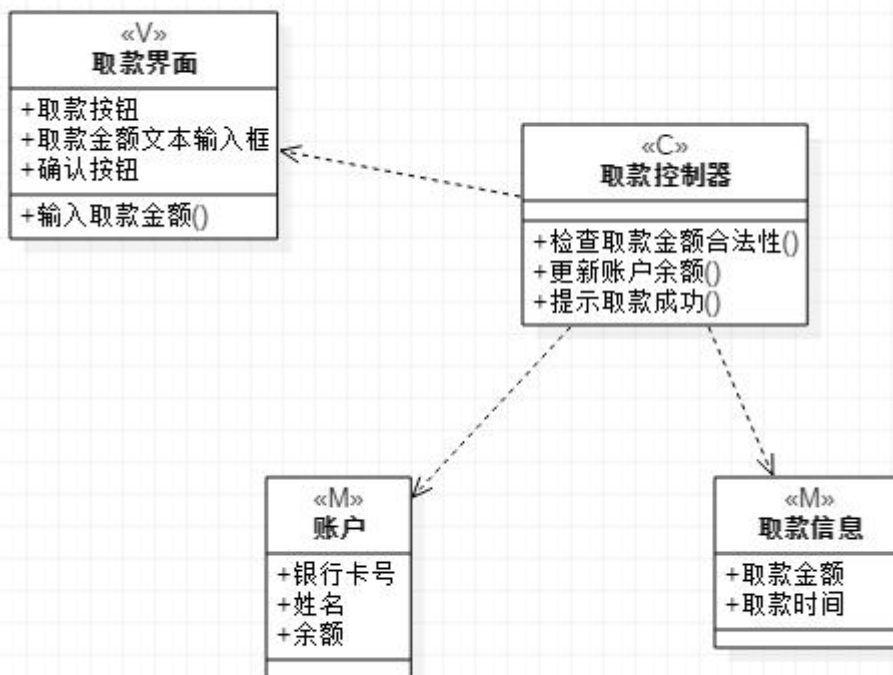 «V»
取款界面
+取款按钮
+取款金额文本输入框
+确认按钮
+输入取款金额()
«C»
取款控制器
+检查取款金额合法性()
+更新账户余额()
+提示取款成功()
«M»
账户
+银行卡号
+姓名
+余额
«M»
取款信息
+取款金额
+取款时间